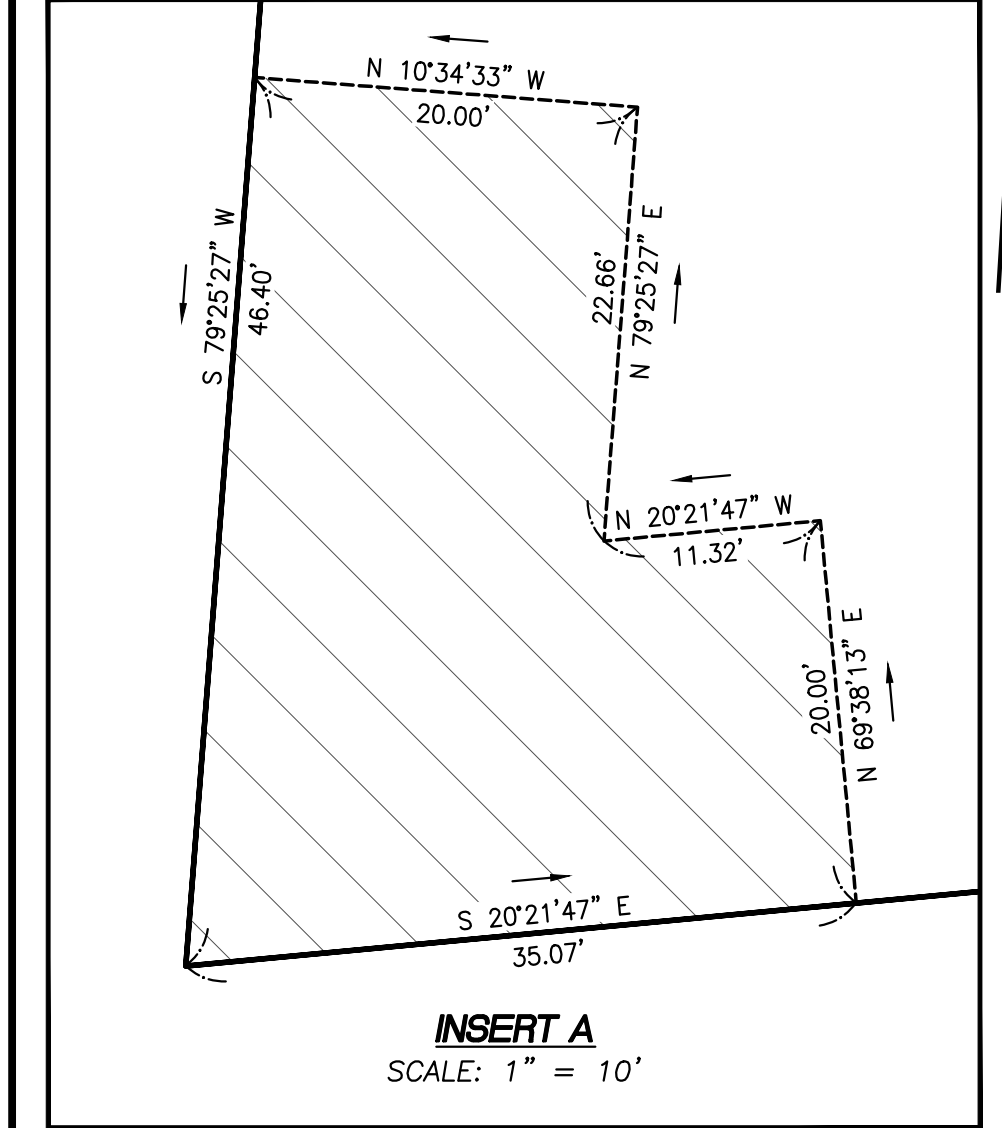 N 10°34'33" W
20.00'
S 79°25'27" W
46.40'
22.66'
N 79°25'27" E
N 20°21'47" W
11.32'
20.00'
N 69°38'13" E
S 20°21'47" E
35.07'
INSERT A
SCALE: 1" = 10'